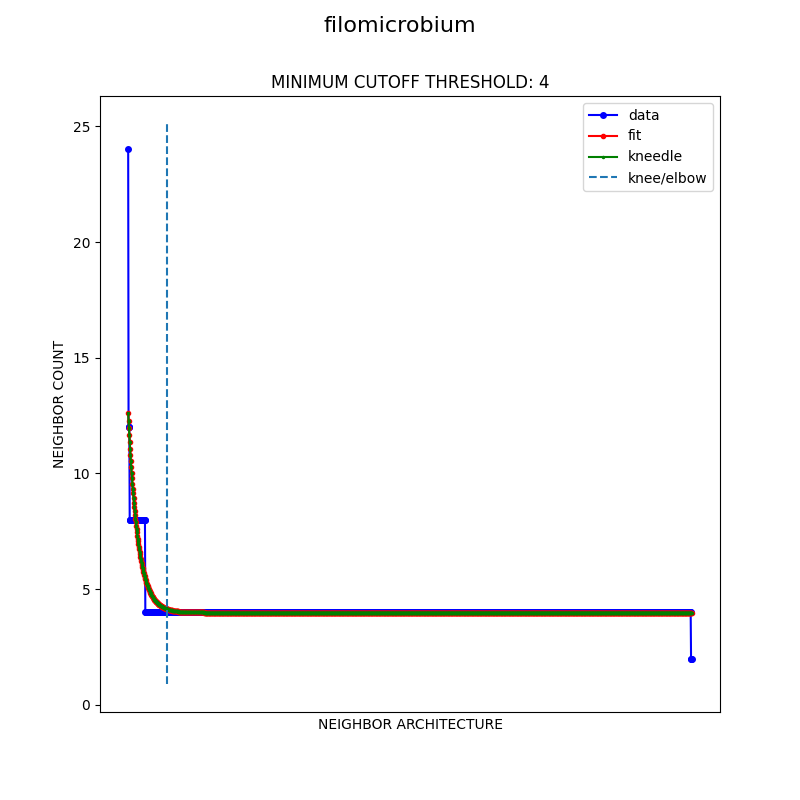 filomicrobium
MINIMUM CUTOFF THRESHOLD: 4
data
fit
kneedle
knee/elbow
25
20
15
10
5
0
NEIGHBOR COUNT
NEIGHBOR ARCHITECTURE